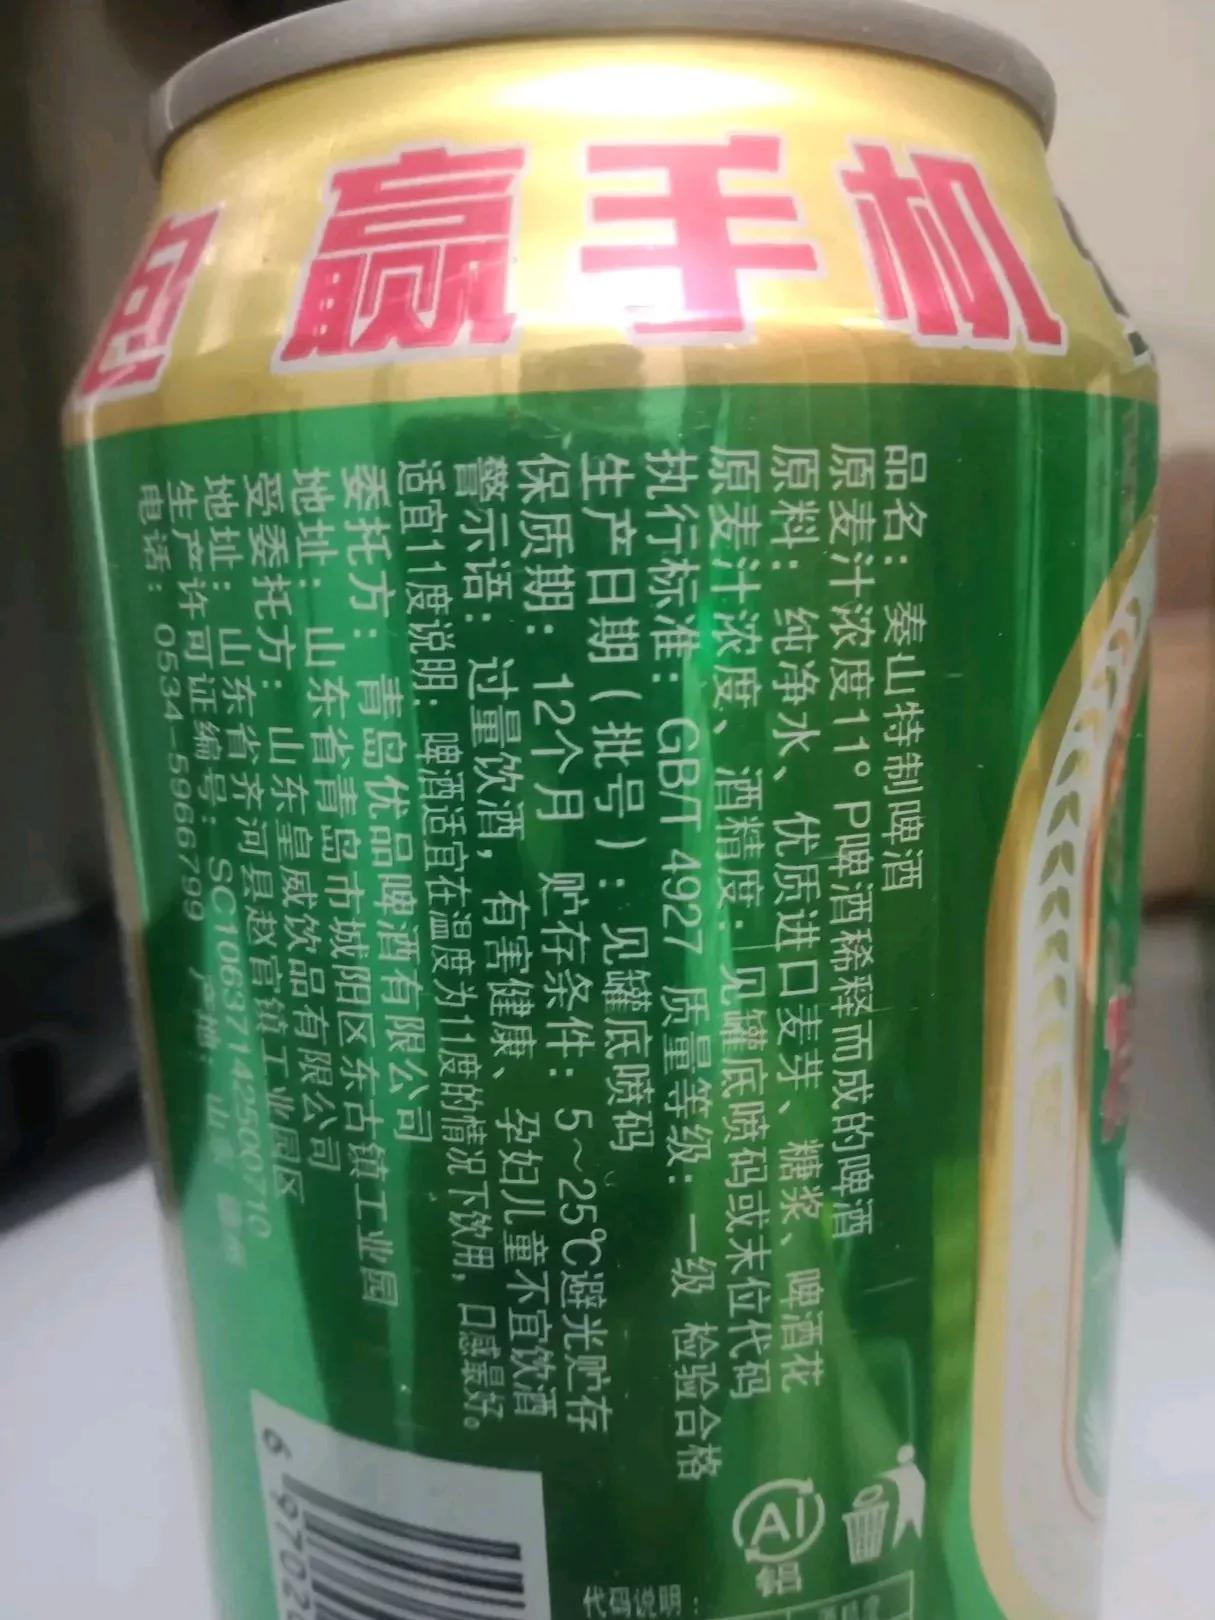 赢手机
品名：秦山特制啤酒
原麦汁浓度11°P啤酒稀释而成的啤酒
原料：纯净水、优质进口麦芽、糖浆、啤酒花
原麦汁浓度、酒精度：见罐底喷码或末位代码
执行标准：GB/T 4927 质量等级：一级 检验合格
生产日期（批号）：见罐底喷码
保质期：12个月 贮存条件：5~25℃避光贮存
警示语：过量饮酒，有害健康、孕妇儿童不宜饮酒
适宜11度说明：啤酒适宜在温度为11度的情况下饮用，口感最好。
委托方：青岛优品啤酒有限公司
地址：山东省青岛市城阳区东古镇工业园
受委托方：山东皇威饮品有限公司
地址：山东省齐河县赵官镇工业园区
生产许可证编号：SC10637142500710
电话：0534-5966799 产地：山东
Al
铝
代码说明：
6 9702